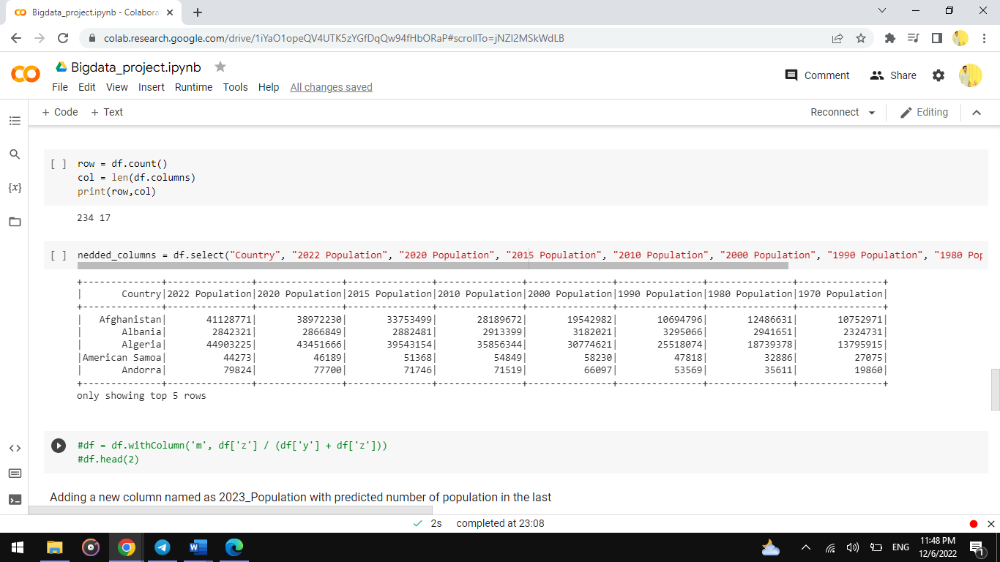 Bigdata_project.ipynb - Colabora
colab.research.google.com/drive/1iYaO1opeQV4UTK5zYGfDqQw94fHbORaP#scrollTo=jNZI2MSkWdLB
Bigdata_project.ipynb
File Edit View Insert Runtime Tools Help All changes saved
Comment Share
+ Code + Text
Reconnect Editing
[ ] row = df.count()
col = len(df.columns)
print(row,col)
234 17
[ ] nedded_columns = df.select("Country", "2022 Population", "2020 Population", "2015 Population", "2010 Population", "2000 Population", "1990 Population", "1980 Pop
+--------------+---------------+---------------+---------------+---------------+---------------+---------------+---------------+---------------+
|       Country|2022 Population|2020 Population|2015 Population|2010 Population|2000 Population|1990 Population|1980 Population|1970 Population|
+--------------+---------------+---------------+---------------+---------------+---------------+---------------+---------------+---------------+
|   Afghanistan|       41128771|       38972230|       33753499|       28189672|       19542982|       10694796|       12486631|       10752971|
|       Albania|        2842321|        2866849|        2882481|        2913399|        3182021|        3295066|        2941651|        2324731|
|       Algeria|       44903225|       43451666|       39543154|       35856344|       30774621|       25518074|       18739378|       13795915|
|American Samoa|          44273|          46189|          51368|          54849|          58230|          47818|          32886|          27075|
|       Andorra|          79824|          77700|          71746|          71519|          66097|          53569|          35611|          19860|
+--------------+---------------+---------------+---------------+---------------+---------------+---------------+---------------+---------------+
only showing top 5 rows
#df = df.withColumn('m', df['z'] / (df['y'] + df['z']))
#df.head(2)
Adding a new column named as 2023_Population with predicted number of population in the last
2s completed at 23:08
ENG
11:48 PM
12/6/2022
1